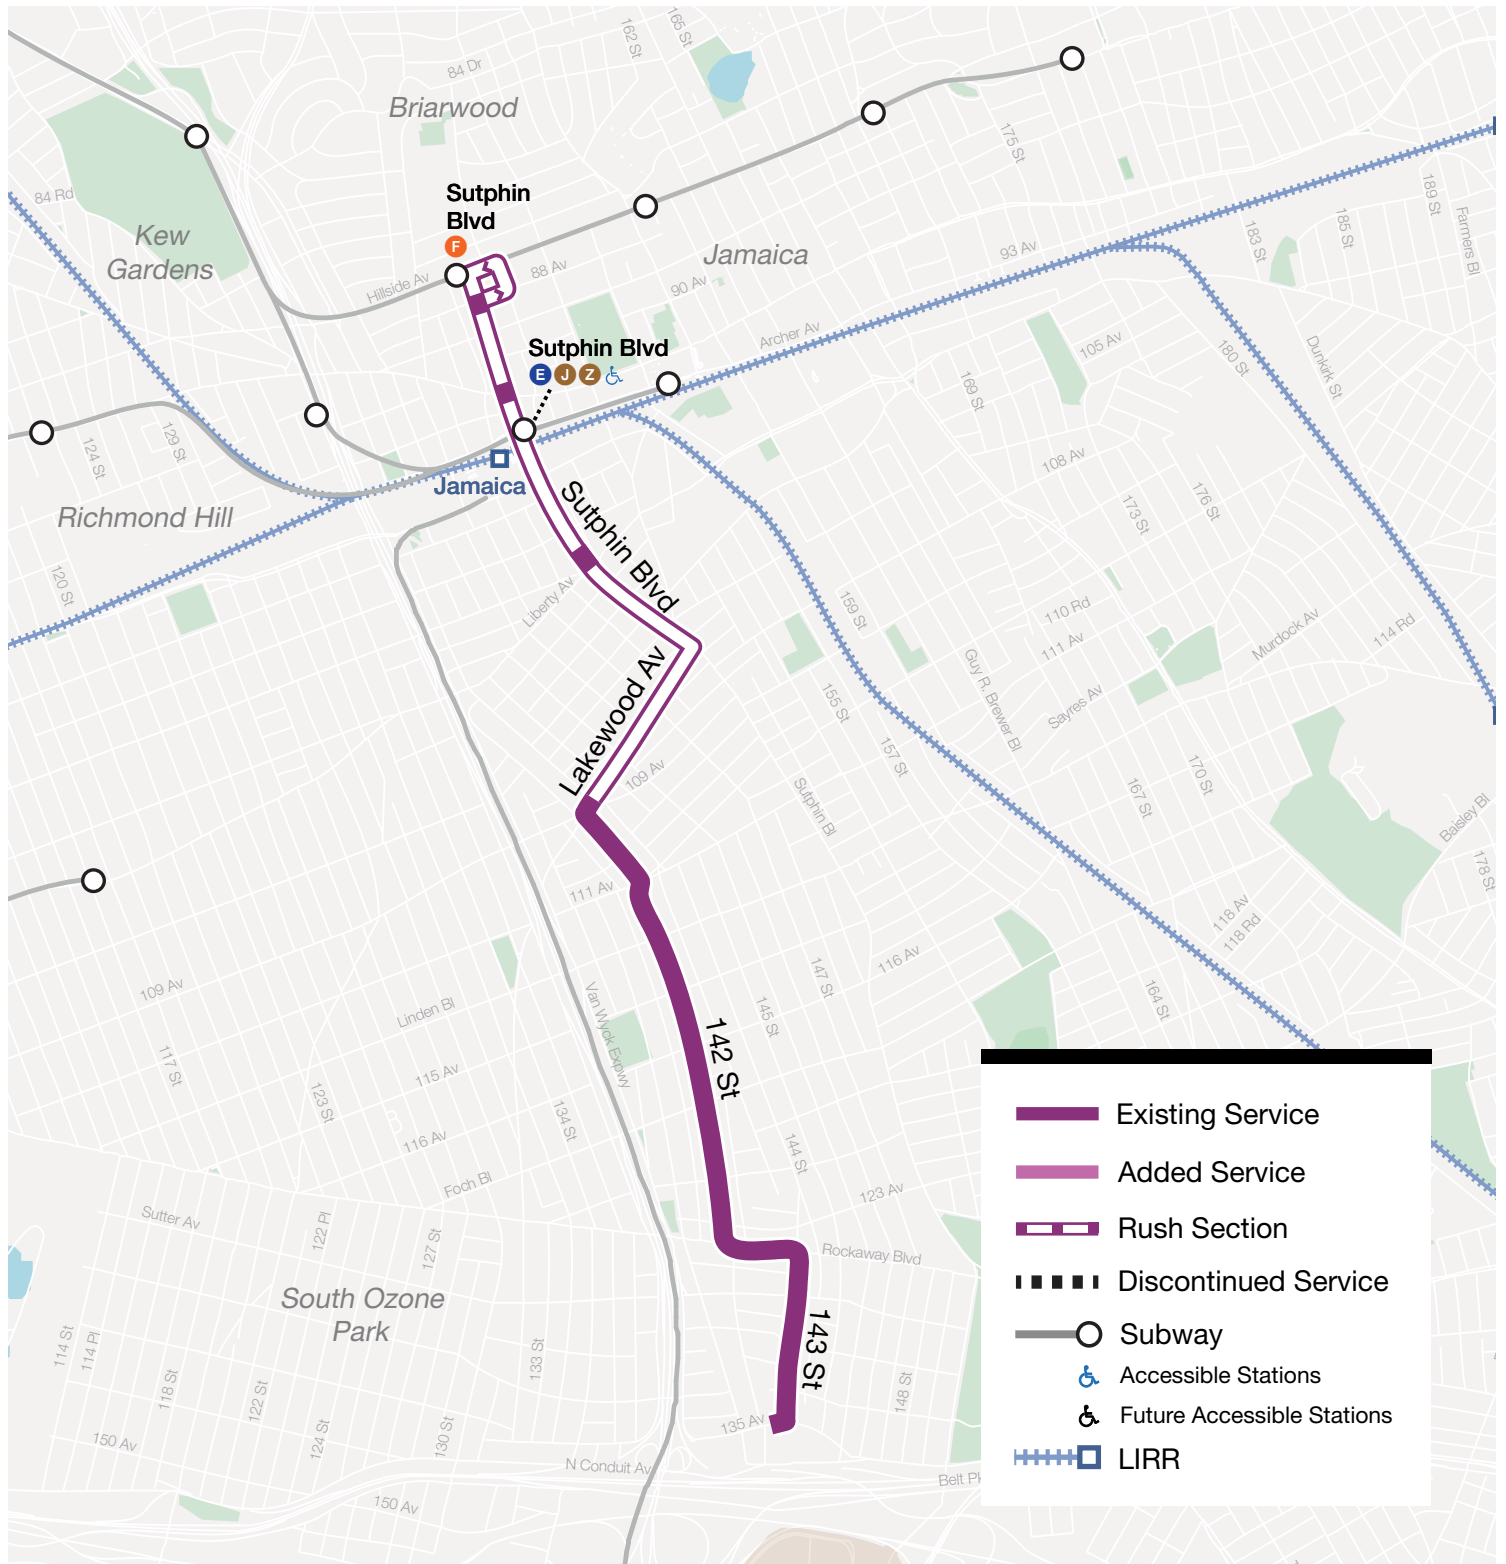 162 St
165 St
84 Dr
Briarwood
175 St
84 Rd
Sutphin
Blvd
F
Kew
Gardens
Jamaica
189 St
185 St
183 St
Farmers Bl
Hillside Av
88 Av
90 Av
93 Av
Archer Av
Sutphin Blvd
E J Z
105 Av
180 St
Dunkirk St
169 St
124 St
129 St
108 Av
Jamaica
Richmond Hill
Sutphin Blvd
173 St
176 St
120 St
Liberty Av
159 St
110 Rd
111 Av
Murdock Av
114 Rd
Guy R. Brewer Bl
Lakewood Av
155 St
Sayres Av
157 St
109 Av
Sutphin Bl
167 St
170 St
Baisley Bl
178 St
111 Av
118 Av
118 Rd
116 Av
147 St
109 Av
Linden Bl
Van Wyck Expwy
145 St
164 St
142 St
117 St
115 Av
123 St
134 St
116 Av
144 St
Foch Bl
123 Av
Sutter Av
122 Pl
127 St
Rockaway Blvd
South Ozone
Park
143 St
114 St
114 Pl
133 St
118 St
122 St
148 St
124 St
130 St
135 Av
150 Av
N Conduit Av
150 Av
Belt Pk
Existing Service
Added Service
Rush Section
Discontinued Service
Subway
Accessible Stations
Future Accessible Stations
LIRR